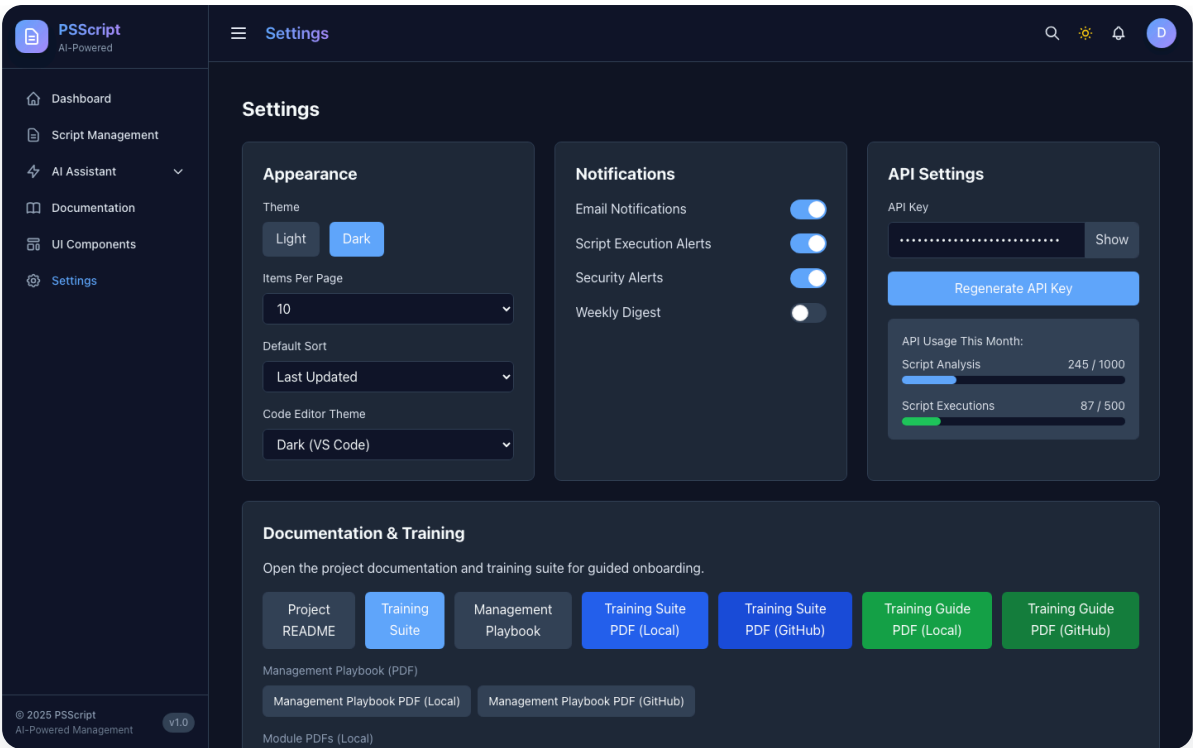 PSScript
AI-Powered
Dashboard
Script Management
AI Assistant
Documentation
UI Components
Settings
© 2025 PSScript
AI-Powered Management
v1.0
Settings
D
Settings
Appearance
Theme
Light
Dark
Items Per Page
10
Default Sort
Last Updated
Code Editor Theme
Dark (VS Code)
Notifications
Email Notifications
Script Execution Alerts
Security Alerts
Weekly Digest
API Settings
API Key
Show
Regenerate API Key
API Usage This Month:
Script Analysis 245 / 1000
Script Executions 87 / 500
Documentation & Training
Open the project documentation and training suite for guided onboarding.
Project
README
Training
Suite
Management
Playbook
Training Suite
PDF (Local)
Training Suite
PDF (GitHub)
Training Guide
PDF (Local)
Training Guide
PDF (GitHub)
Management Playbook (PDF)
Management Playbook PDF (Local)
Management Playbook PDF (GitHub)
Module PDFs (Local)